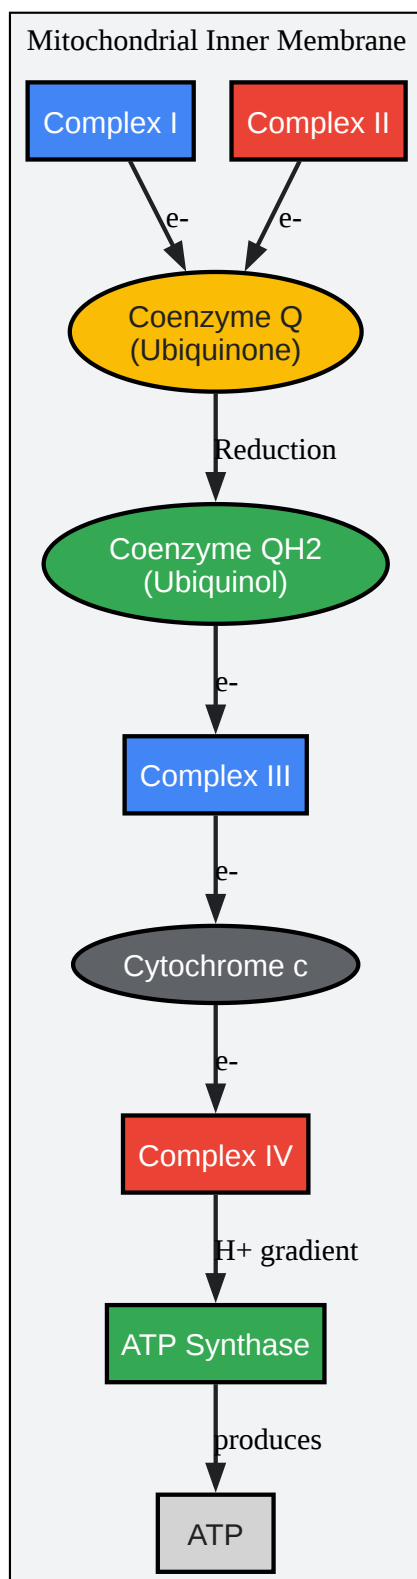 Mitochondrial Inner Membrane
Complex I
Complex II
e-
e-
Coenzyme Q
(Ubiquinone)
Reduction
Coenzyme QH2
(Ubiquinol)
e-
Complex III
e-
Cytochrome c
e-
Complex IV
H+ gradient
ATP Synthase
produces
ATP